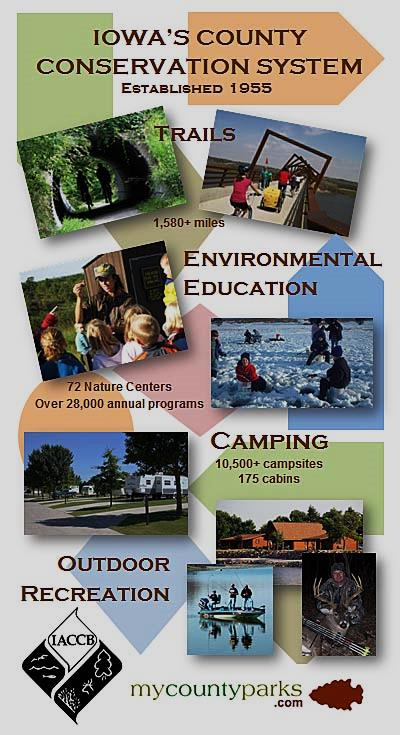 IOWA'S COUNTY
CONSERVATION SYSTEM
ESTABLISHED 1955
TRAILS
1,580+ miles
ENVIRONMENTAL
EDUCATION
72 Nature Centers
Over 28,000 annual programs
CAMPING
10,500+ campsites
175 cabins
OUTDOOR
RECREATION
IACCB
mycountyparks
.com